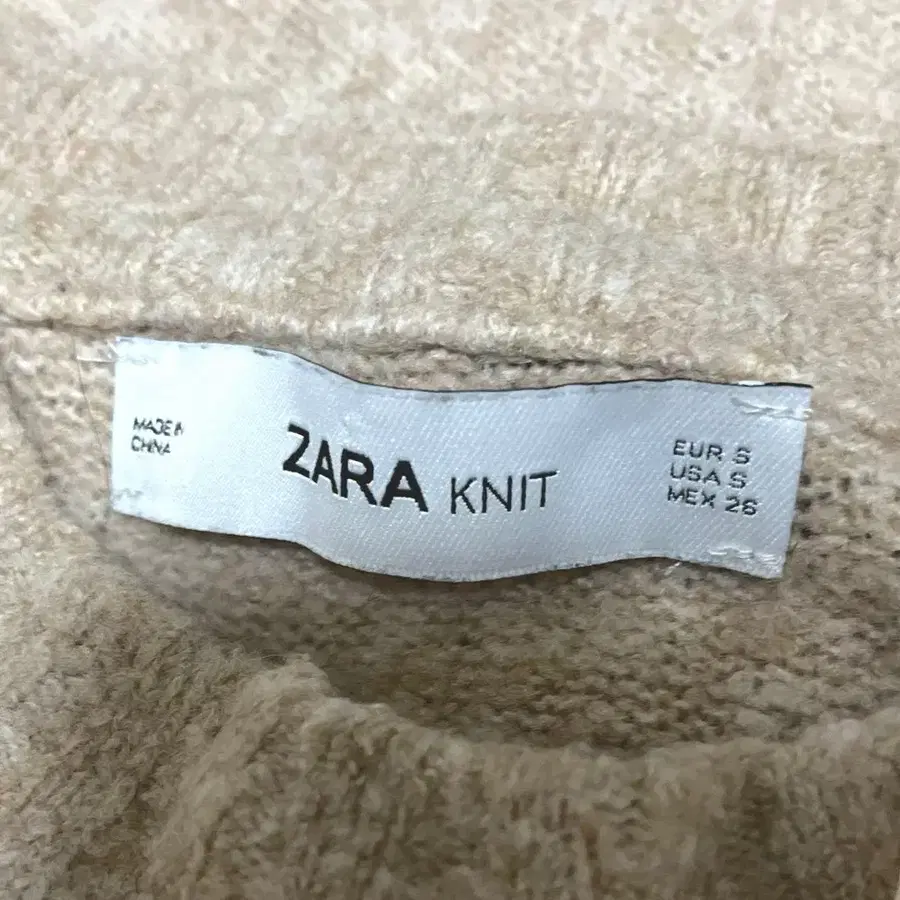 MADE IN
CHINA
ZARA KNIT
EUR S
USA S
MEX 26